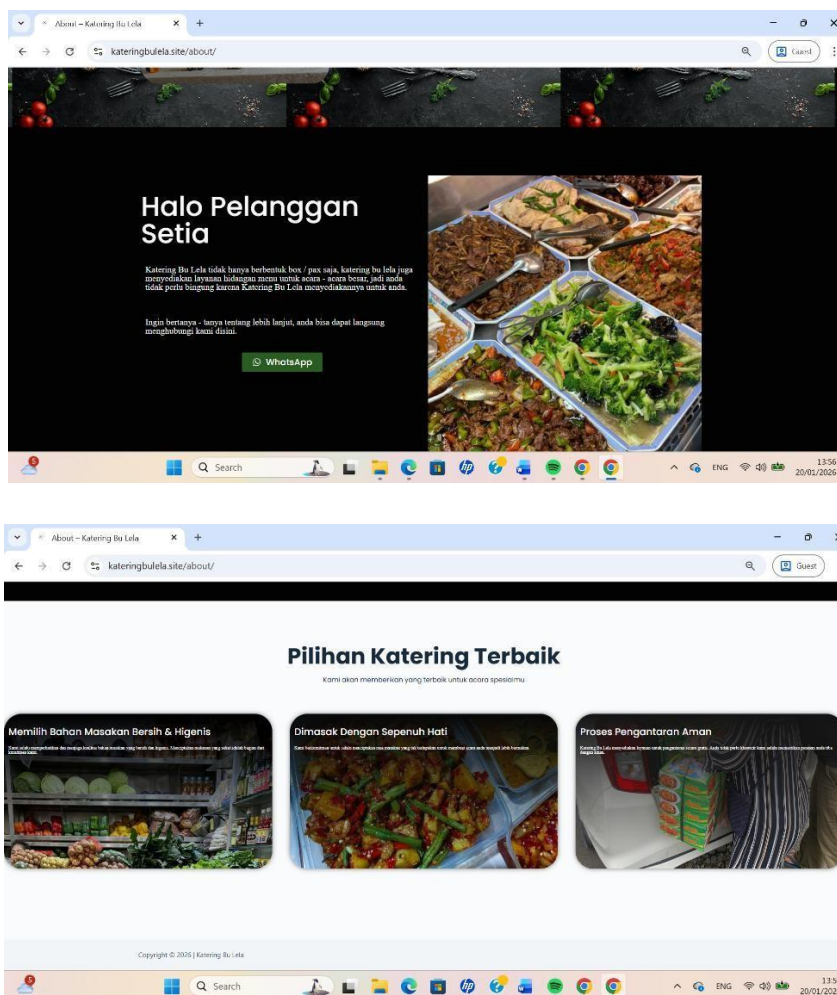 About – Katering Bu Lela
kateringbulela.site/about/
Guest
Halo Pelanggan
Setia
Katering Bu Lela tidak hanya berbentuk box / pax saja, katering bu lela juga
menyediakan layanan hidangan menu untuk acara - acara besar, jadi anda
tidak perlu bingung karena Katering Bu Lela menyediakannya untuk anda.
Ingin bertanya - tanya tentang lebih lanjut, anda bisa dapat langsung
menghubungi kami disini.
WhatsApp
5
Search
ENG
13:56
20/01/2026
About – Katering Bu Lela
kateringbulela.site/about/
Guest
Pilihan Katering Terbaik
Kami akan memberikan yang terbaik untuk acara spesialmu
Memilih Bahan Masakan Bersih & Higenis
Dimasak Dengan Sepenuh Hati
Proses Pengantaran Aman
Copyright © 2026 | Katering Bu Lela
5
Search
ENG